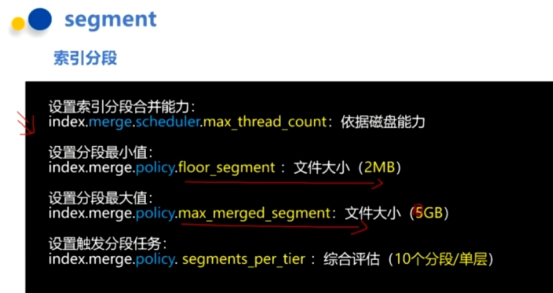 segment
索引分段
设置索引分段合并能力：
index.merge.scheduler.max_thread_count：依据磁盘能力
设置分段最小值：
index.merge.policy.floor_segment ：文件大小（2MB）
设置分段最大值：
index.merge.policy.max_merged_segment：文件大小（5GB）
设置触发分段任务：
index.merge.policy. segments_per_tier ：综合评估（10个分段/单层）